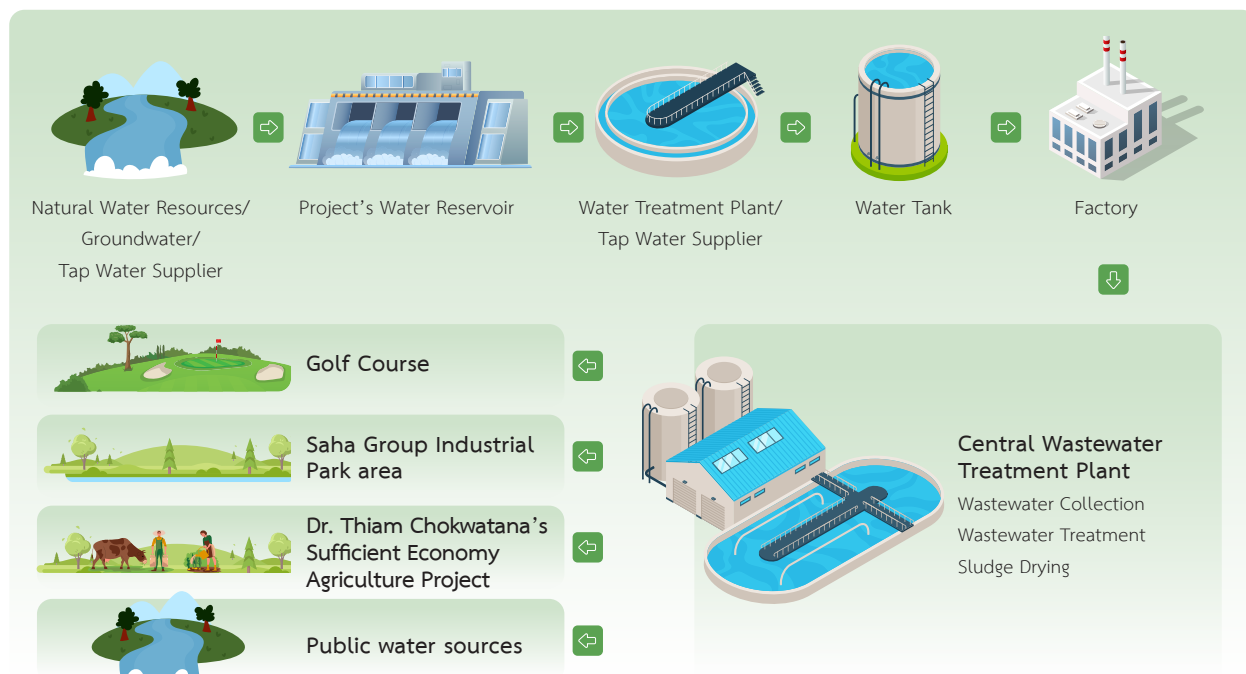 Natural Water Resources/
Groundwater/
Tap Water Supplier
Project's Water Reservoir
Water Treatment Plant/
Tap Water Supplier
Water Tank
Factory
Golf Course
Saha Group Industrial
Park area
Dr. Thiam Chokwatana's
Sufficient Economy
Agriculture Project
Public water sources
Central Wastewater
Treatment Plant
Wastewater Collection
Wastewater Treatment
Sludge Drying